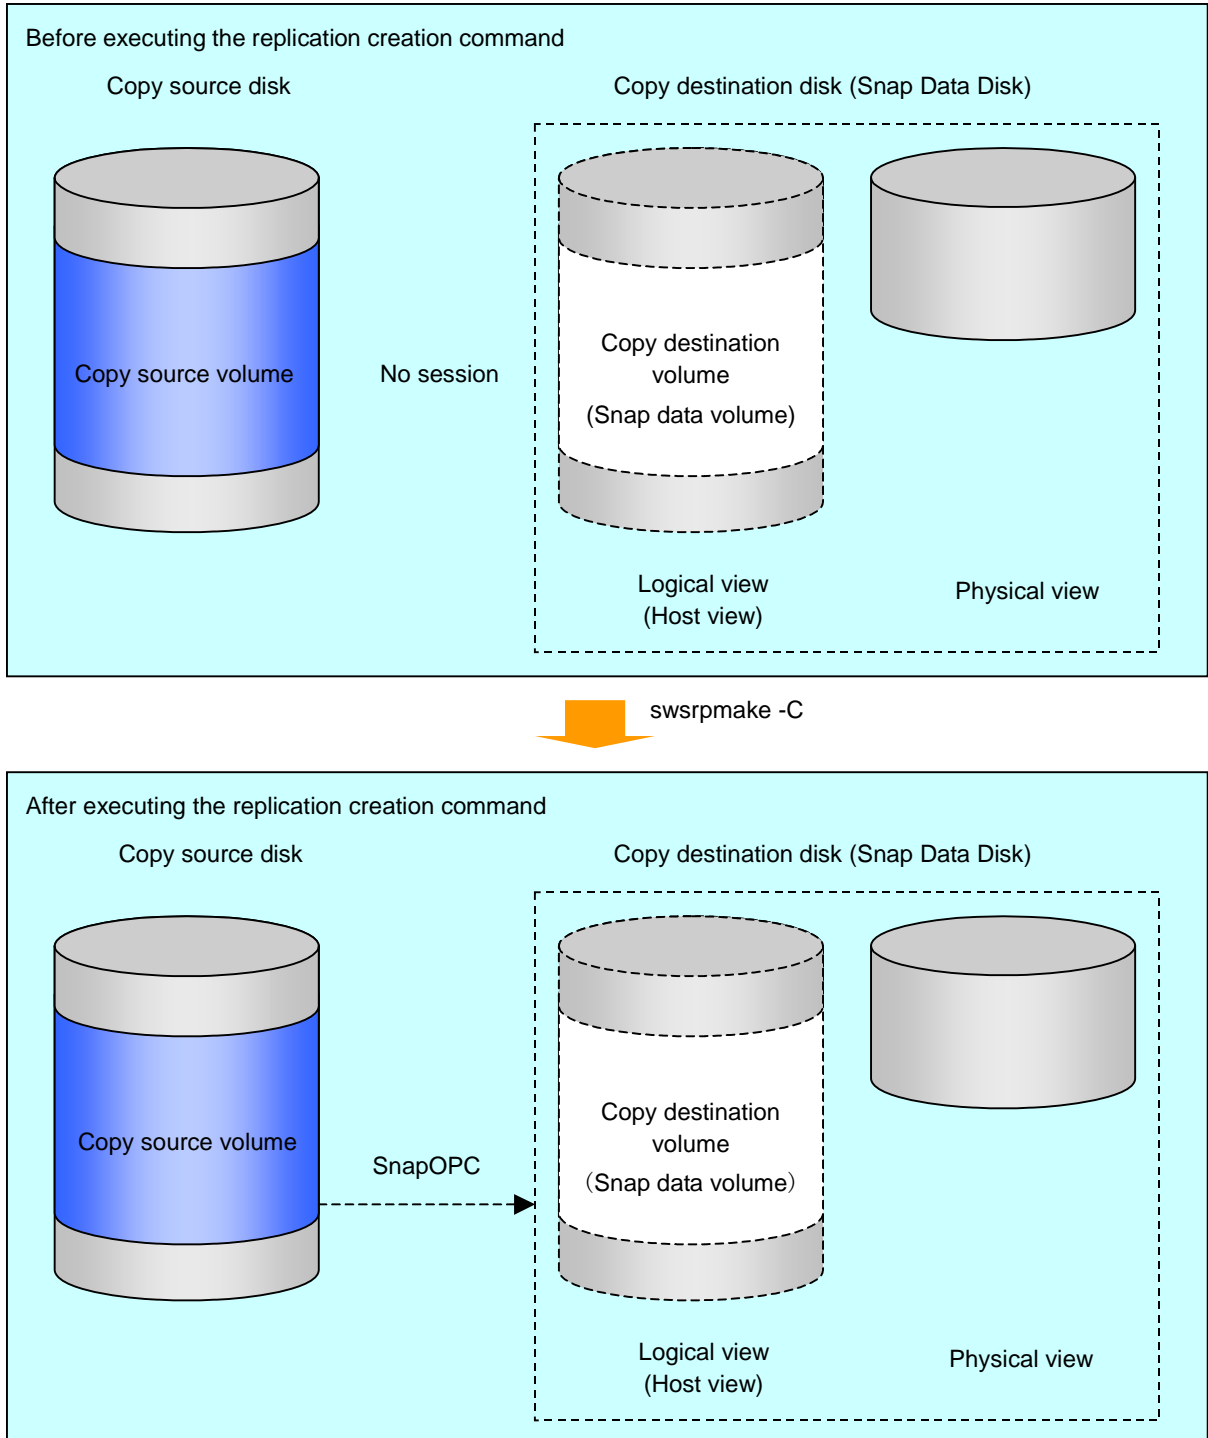 Before executing the replication creation command
Copy source disk
Copy destination disk (Snap Data Disk)
Copy source volume
No session
Copy destination
volume
(Snap data volume)
Logical view
(Host view)
Physical view
swsrpmake -C
After executing the replication creation command
Copy source disk
Copy destination disk (Snap Data Disk)
Copy source volume
SnapOPC
Copy destination
volume
（Snap data volume）
Logical view
(Host view)
Physical view